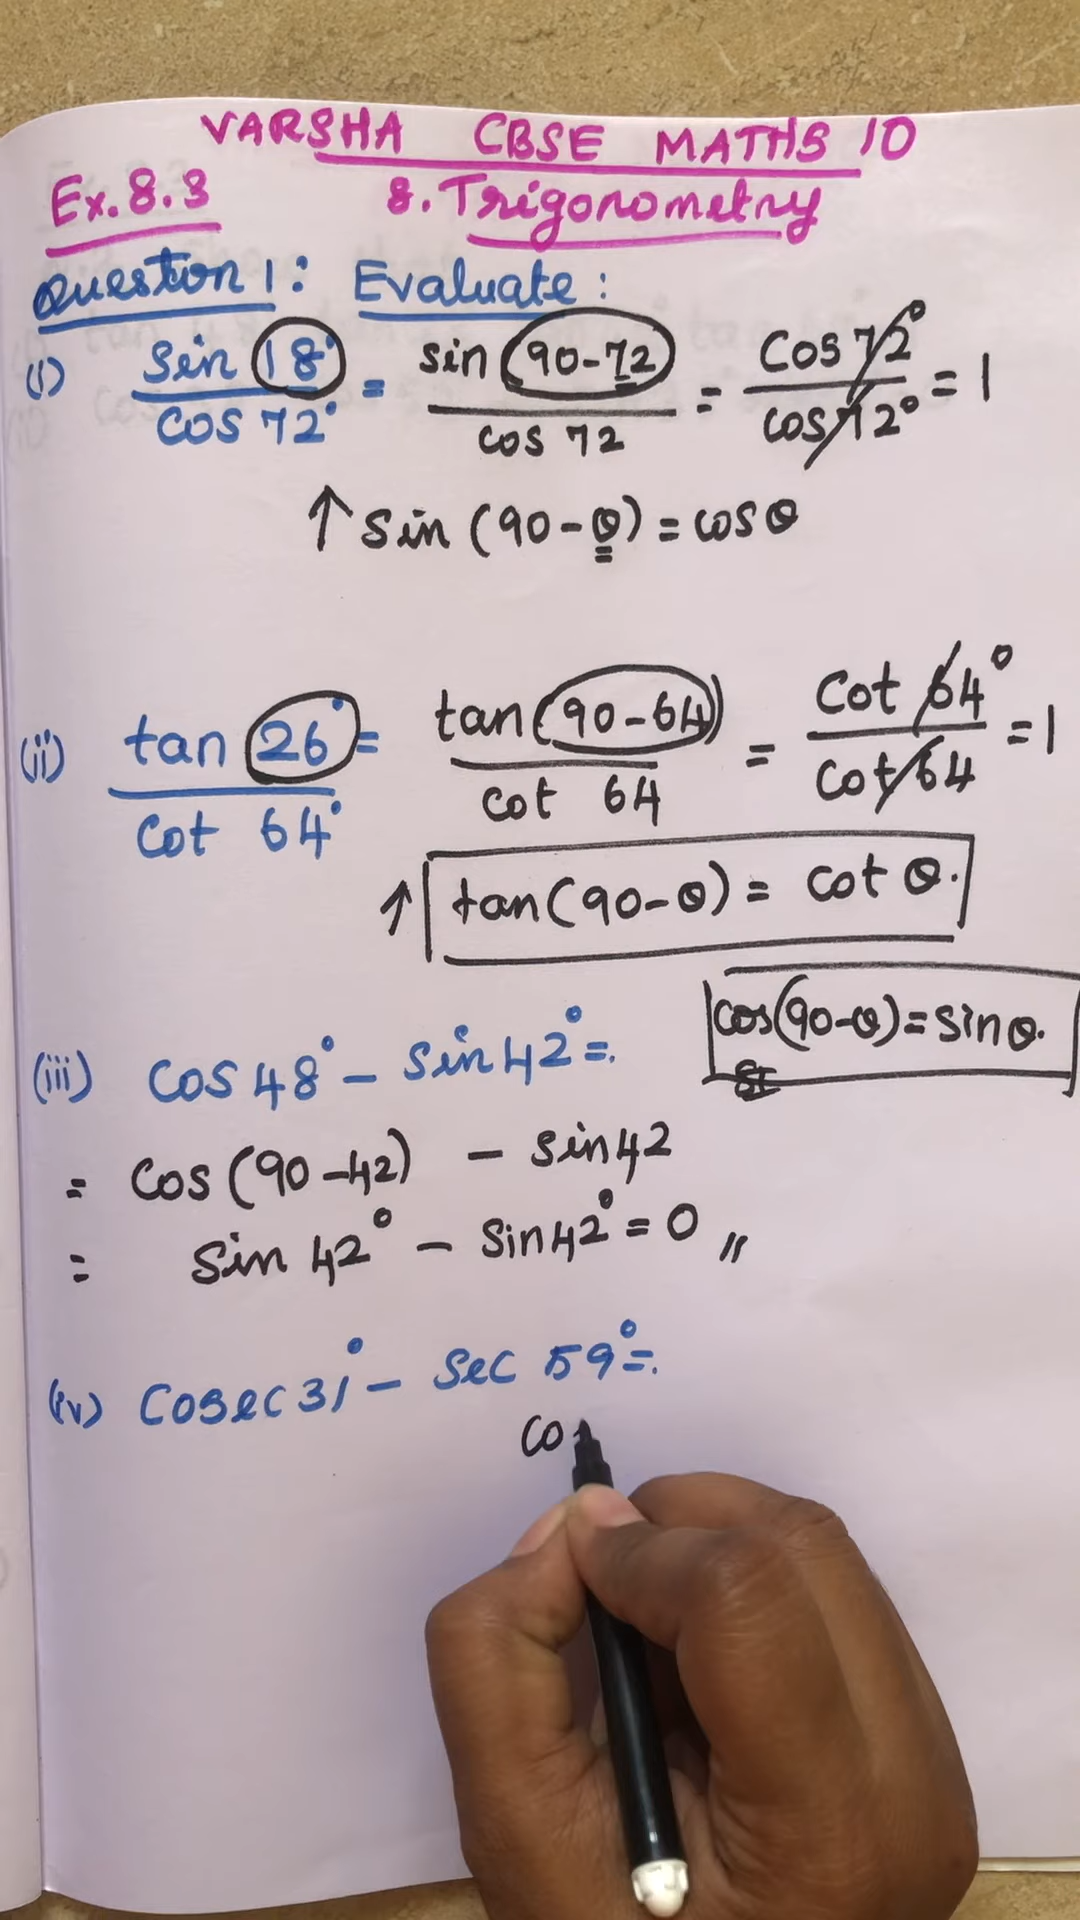 VARSHA CBSE MATHS 10
Ex.8.3 8. Trigonometry
Question 1: Evaluate:
(i) sin 18° / cos 72° = sin (90-72) / cos 72 = cos 72° / cos 72° = 1
↑ sin (90-θ) = cos θ
(ii) tan 26° / cot 64° = tan (90-64) / cot 64 = cot 64° / cot 64 = 1
↑ tan (90-θ) = cot θ.
cos(90-θ) = sin θ.
(iii) cos 48° - sin 42° =.
= cos (90-42) - sin 42
= sin 42° - sin 42° = 0 〃
(iv) cosec 31° - sec 59° =.
co